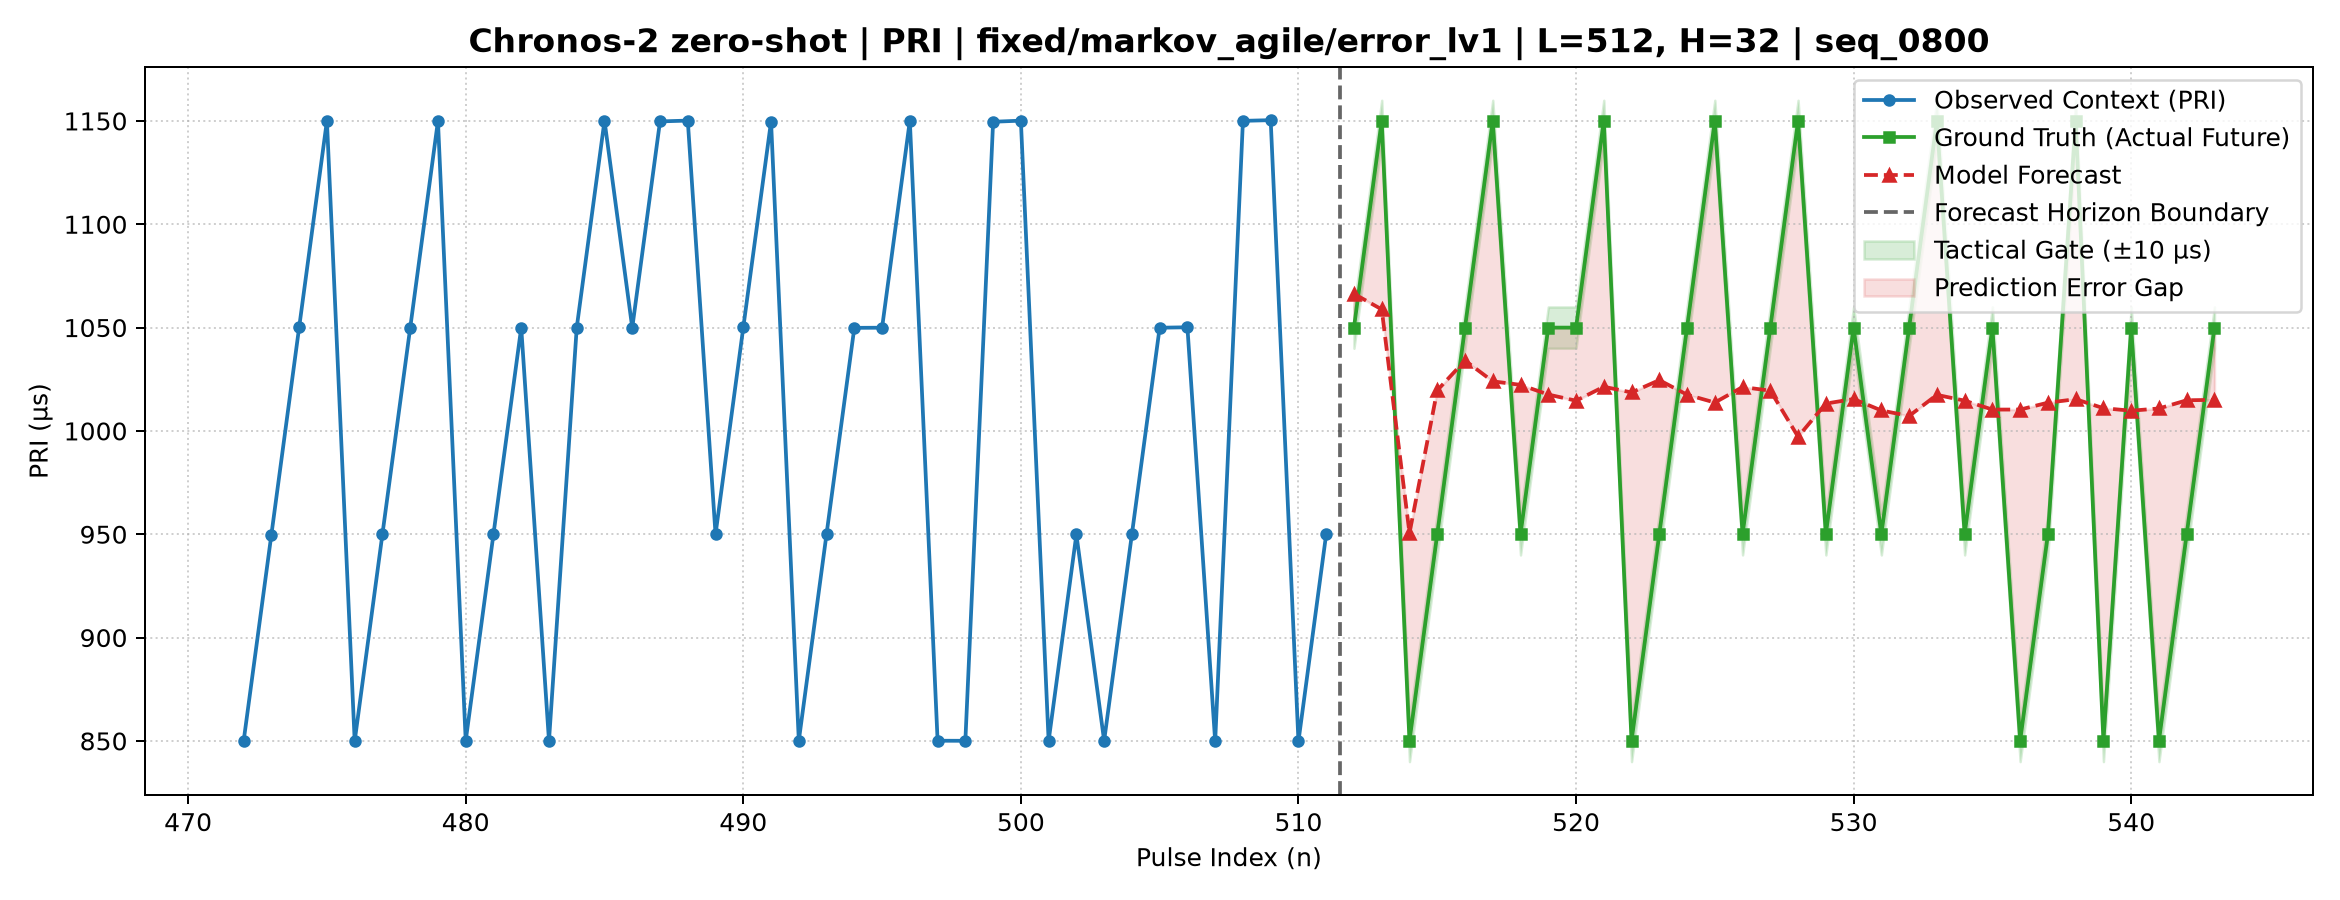 Chronos-2 zero-shot | PRI | fixed/markov_agile/error_lv1 | L=512, H=32 | seq_0800
PRI (µs)
1150
1100
1050
1000
950
900
850
Observed Context (PRI)
Ground Truth (Actual Future)
Model Forecast
Forecast Horizon Boundary
Tactical Gate (±10 µs)
Prediction Error Gap
470 480 490 500 510 520 530 540
Pulse Index (n)